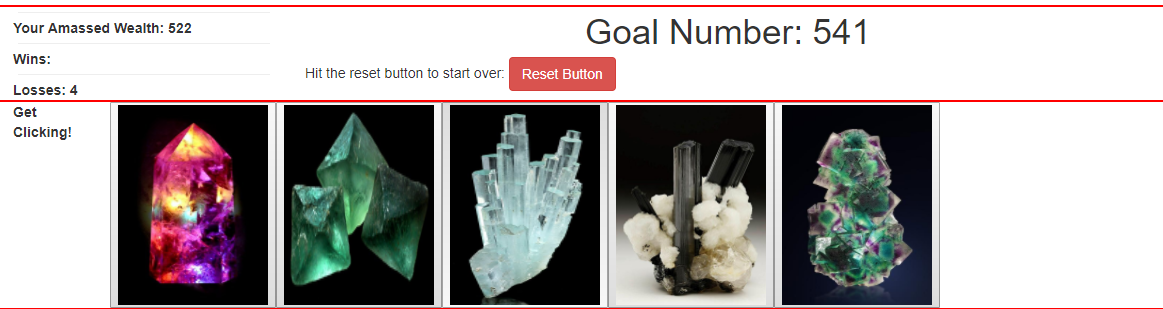 Your Amassed Wealth: 522
Wins:
Losses: 4
Goal Number: 541
Hit the reset button to start over: Reset Button
Get
Clicking!